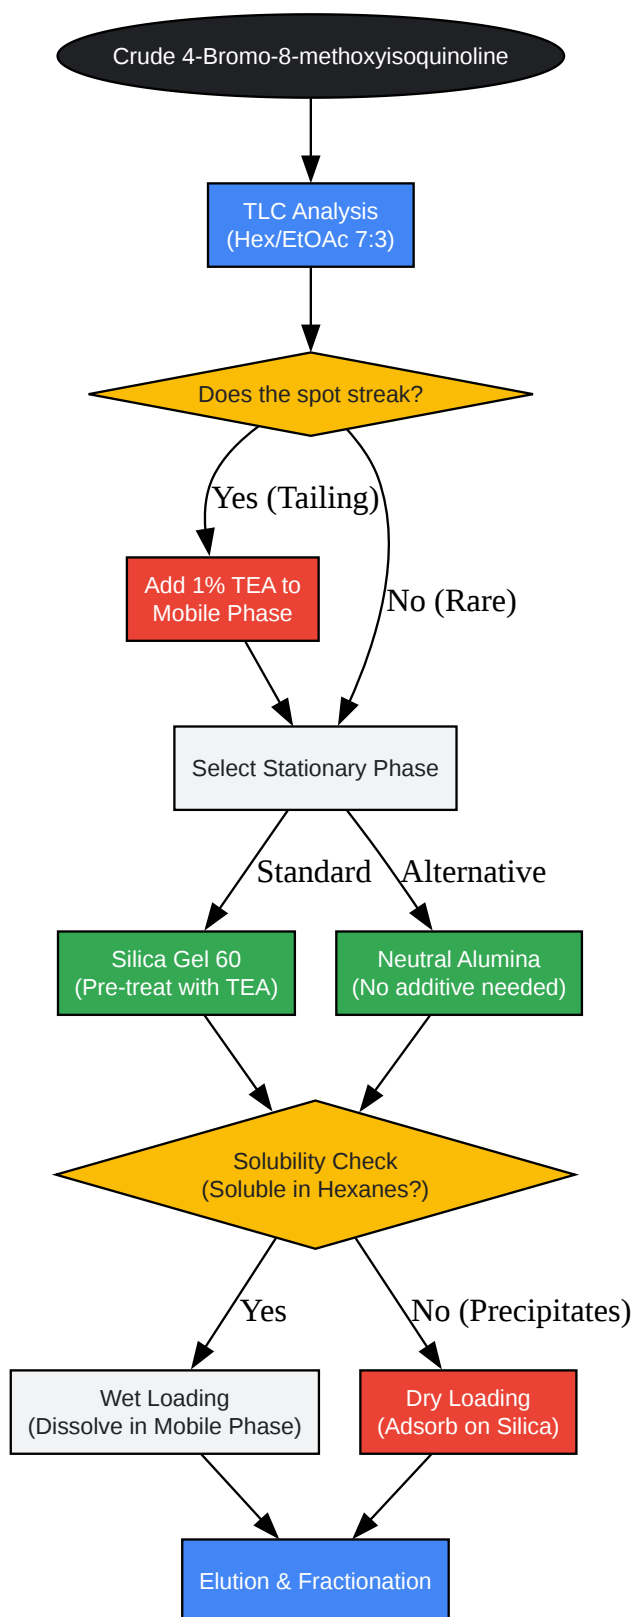 Crude 4-Bromo-8-methoxyisoquinoline
TLC Analysis
(Hex/EtOAc 7:3)
Does the spot streak?
Yes (Tailing)
Add 1% TEA to
Mobile Phase
No (Rare)
Select Stationary Phase
Standard
Alternative
Silica Gel 60
(Pre-treat with TEA)
Neutral Alumina
(No additive needed)
Solubility Check
(Soluble in Hexanes?)
Yes
No (Precipitates)
Wet Loading
(Dissolve in Mobile Phase)
Dry Loading
(Adsorb on Silica)
Elution & Fractionation